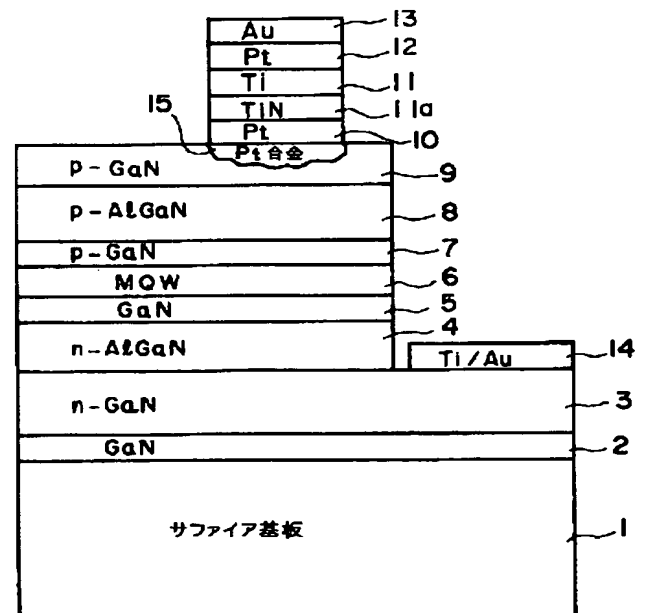 Au 13
Pt 12
Ti 11
TiN 11a
Pt 10
15 Pt 合金
p-GaN 9
p-AlGaN 8
p-GaN 7
MQW 6
GaN 5
n-AlGaN 4
Ti/Au 14
n-GaN 3
GaN 2
サファイア基板 1